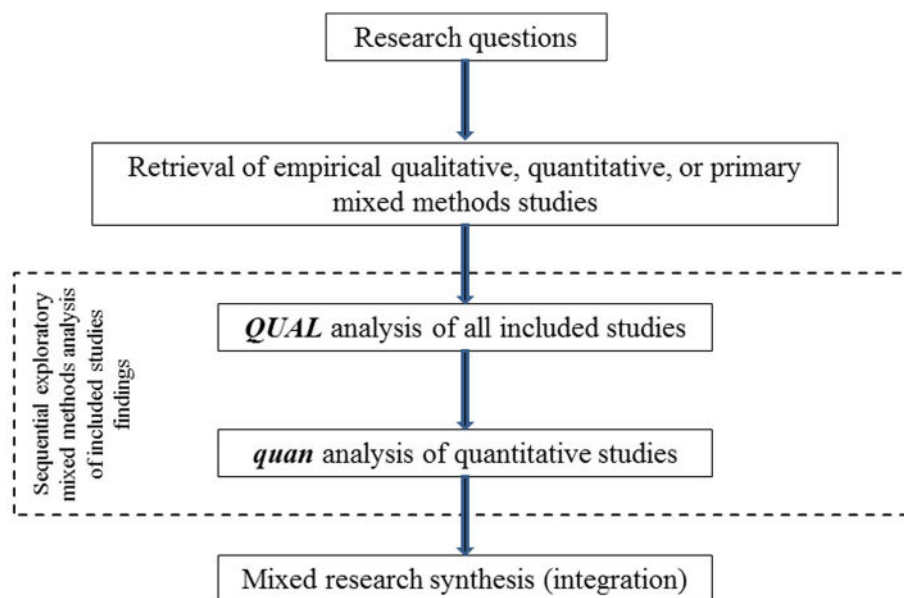 Research questions
Retrieval of empirical qualitative, quantitative, or primary
mixed methods studies
Sequential exploratory
mixed methods analysis
of included studies
findings
QUAL analysis of all included studies
quan analysis of quantitative studies
Mixed research synthesis (integration)